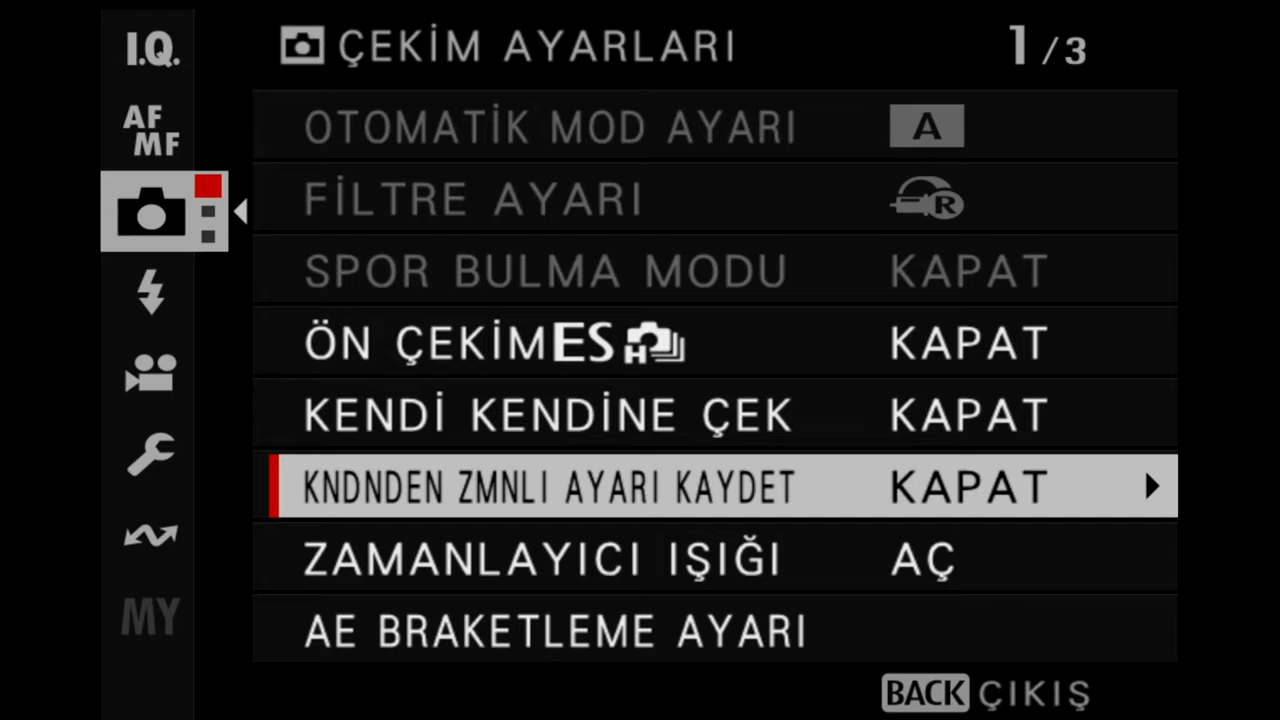 I.Q.
ÇEKİM AYARLARI 1/3
AF
MF
OTOMATİK MOD AYARI A
FİLTRE AYARI R
SPOR BULMA MODU KAPAT
ÖN ÇEKİMES H KAPAT
KENDİ KENDİNE ÇEK KAPAT
KNDNDEN ZMNLI AYARI KAYDET KAPAT
ZAMANLAYICI IŞIĞI AÇ
AE BRAKETLEME AYARI
MY
BACK ÇIKIŞ